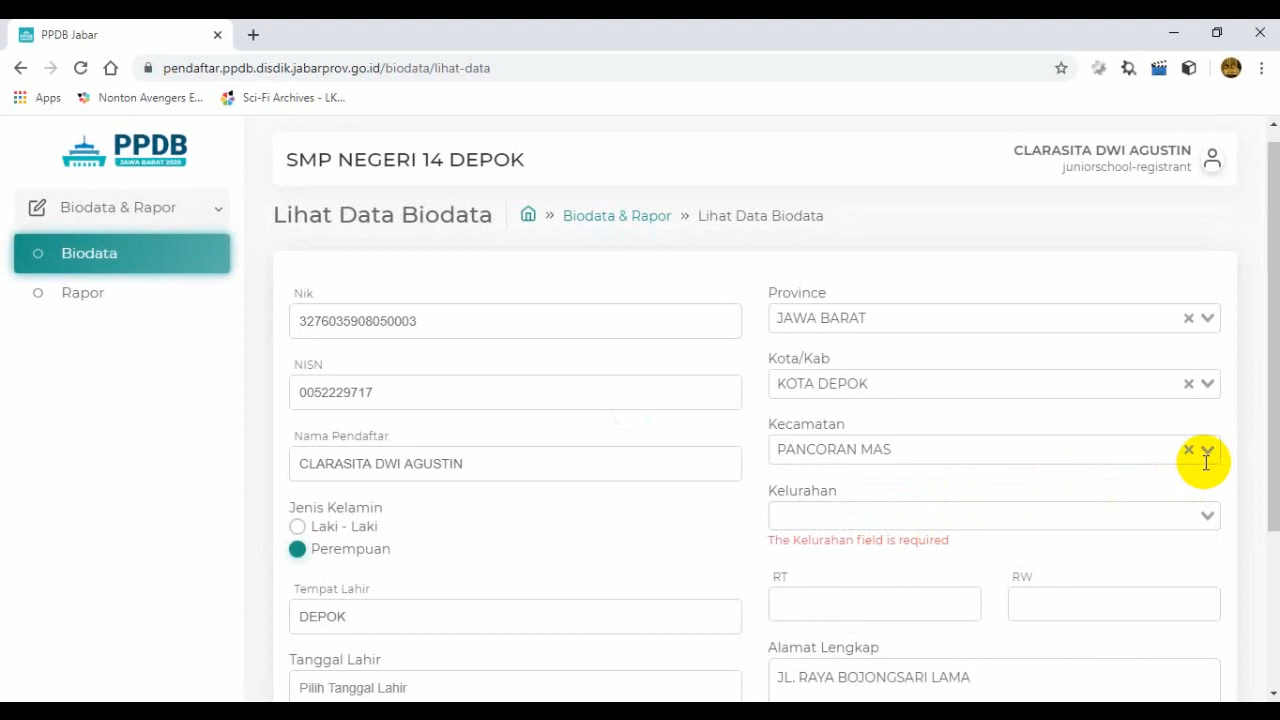 PPDB Jabar
pendaftar.ppdb.disdik.jabarprov.go.id/biodata/lihat-data
Apps
Nonton Avengers E...
Sci-Fi Archives - LK...
PPDB
JAWA BARAT 2020
Biodata & Rapor
Biodata
Rapor
SMP NEGERI 14 DEPOK
CLARASITA DWI AGUSTIN
juniorschool-registrant
Lihat Data Biodata
» Biodata & Rapor » Lihat Data Biodata
Nik
3276035908050003
NISN
0052229717
Nama Pendaftar
CLARASITA DWI AGUSTIN
Jenis Kelamin
Laki - Laki
Perempuan
Tempat Lahir
DEPOK
Tanggal Lahir
Pilih Tanggal Lahir
Province
JAWA BARAT
Kota/Kab
KOTA DEPOK
Kecamatan
PANCORAN MAS
Kelurahan
The Kelurahan field is required
RT
RW
Alamat Lengkap
JL. RAYA BOJONGSARI LAMA